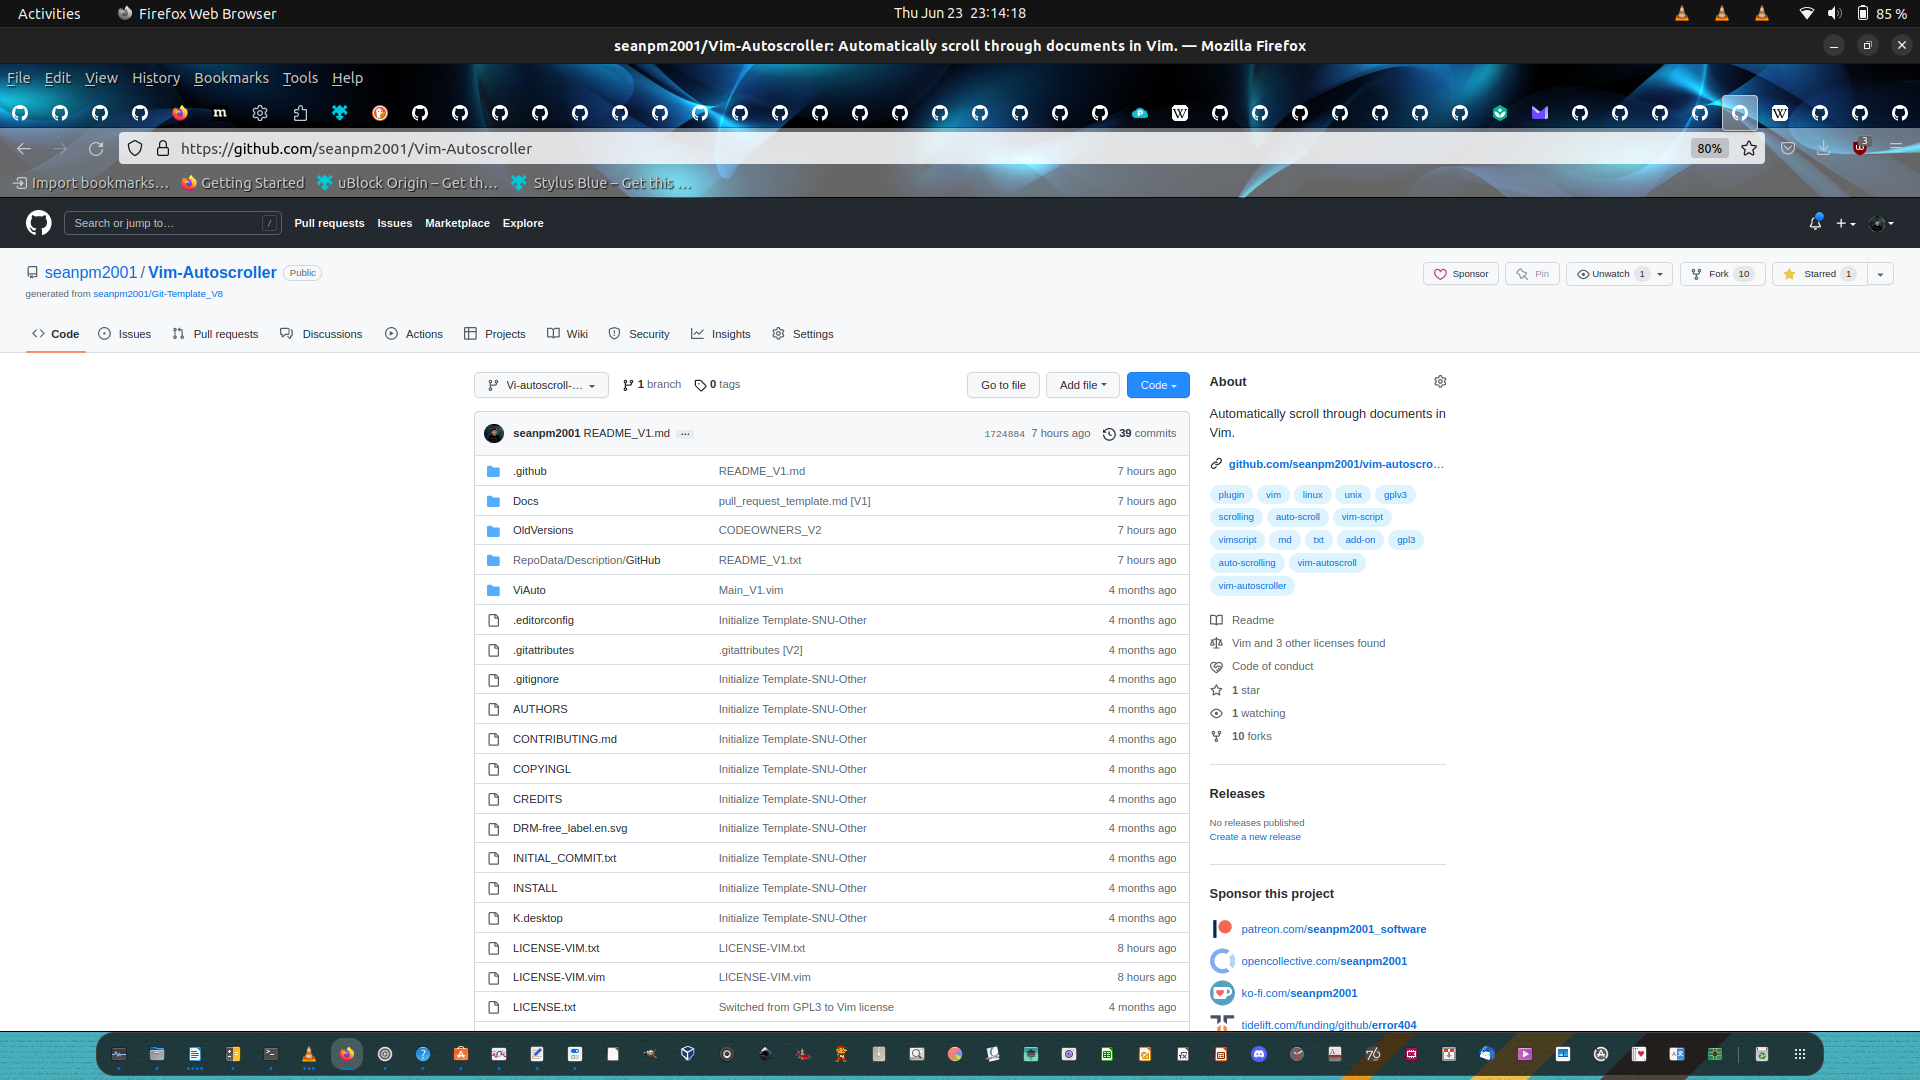 Activities
Firefox Web Browser
Thu Jun 23 23:14:18
85 %
seanpm2001/Vim-Autoscroller: Automatically scroll through documents in Vim. — Mozilla Firefox
File Edit View History Bookmarks Tools Help
https://github.com/seanpm2001/Vim-Autoscroller
80%
3
Import bookmarks…
Getting Started
uBlock Origin – Get th…
Stylus Blue – Get this …
Search or jump to…
/
Pull requests Issues Marketplace Explore
seanpm2001 / Vim-Autoscroller Public
Sponsor
Pin
Unwatch 1
Fork 10
Starred 1
generated from seanpm2001/Git-Template_V8
Code Issues Pull requests Discussions Actions Projects Wiki Security Insights Settings
Vi-autoscroll-…
1 branch
0 tags
Go to file
Add file
Code
seanpm2001 README_V1.md …
1724884 7 hours ago
39 commits
.github README_V1.md 7 hours ago
Docs pull_request_template.md [V1] 7 hours ago
OldVersions CODEOWNERS_V2 7 hours ago
RepoData/Description/GitHub README_V1.txt 7 hours ago
ViAuto Main_V1.vim 4 months ago
.editorconfig Initialize Template-SNU-Other 4 months ago
.gitattributes .gitattributes [V2] 4 months ago
.gitignore Initialize Template-SNU-Other 4 months ago
AUTHORS Initialize Template-SNU-Other 4 months ago
CONTRIBUTING.md Initialize Template-SNU-Other 4 months ago
COPYINGL Initialize Template-SNU-Other 4 months ago
CREDITS Initialize Template-SNU-Other 4 months ago
DRM-free_label.en.svg Initialize Template-SNU-Other 4 months ago
INITIAL_COMMIT.txt Initialize Template-SNU-Other 4 months ago
INSTALL Initialize Template-SNU-Other 4 months ago
K.desktop Initialize Template-SNU-Other 4 months ago
LICENSE-VIM.txt LICENSE-VIM.txt 8 hours ago
LICENSE-VIM.vim LICENSE-VIM.vim 8 hours ago
LICENSE.txt Switched from GPL3 to Vim license 4 months ago
About
Automatically scroll through documents in
Vim.
github.com/seanpm2001/vim-autoscro…
plugin vim linux unix gplv3
scrolling auto-scroll vim-script
vimscript md txt add-on gpl3
auto-scrolling vim-autoscroll
vim-autoscroller
Readme
Vim and 3 other licenses found
Code of conduct
1 star
1 watching
10 forks
Releases
No releases published
Create a new release
Sponsor this project
patreon.com/seanpm2001_software
opencollective.com/seanpm2001
ko-fi.com/seanpm2001
tidelift.com/funding/github/error404